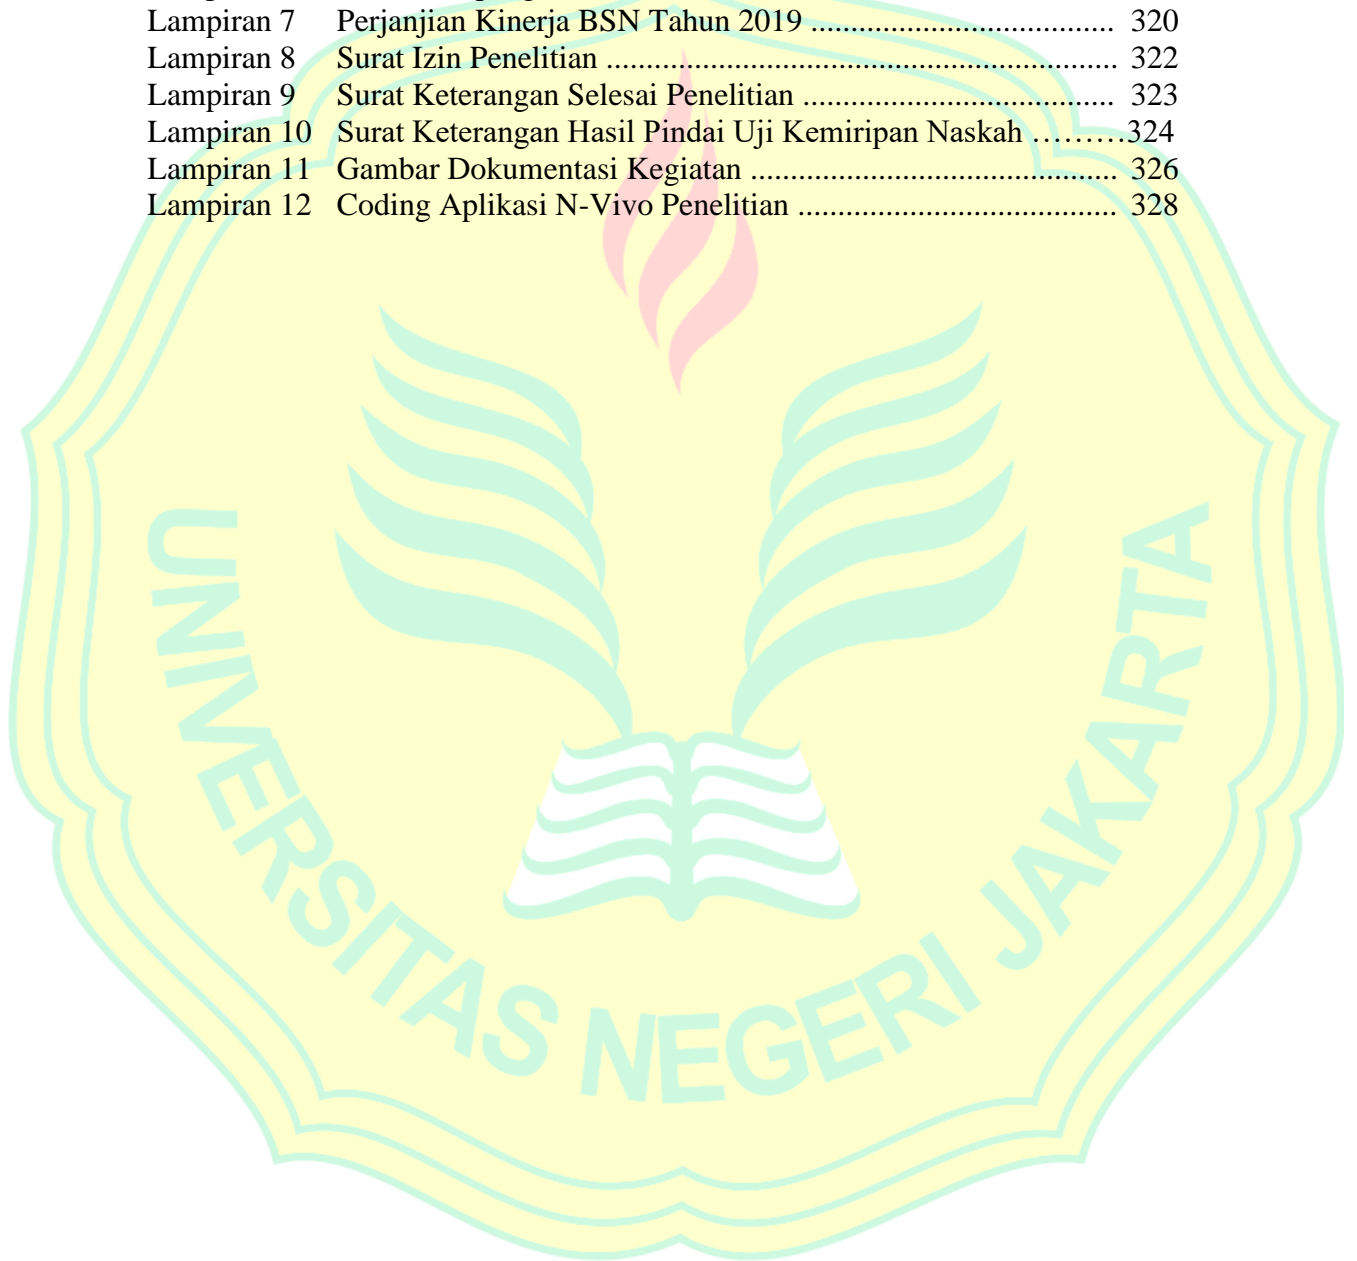 Lampiran 7 Perjanjian Kinerja BSN Tahun 2019 ...................................... 320
Lampiran 8 Surat Izin Penelitian ................................................................ 322
Lampiran 9 Surat Keterangan Selesai Penelitian ....................................... 323
Lampiran 10 Surat Keterangan Hasil Pindai Uji Kemiripan Naskah ………324
Lampiran 11 Gambar Dokumentasi Kegiatan .............................................. 326
Lampiran 12 Coding Aplikasi N-Vivo Penelitian ........................................ 328
UNIVERSITAS NEGERI JAKARTA